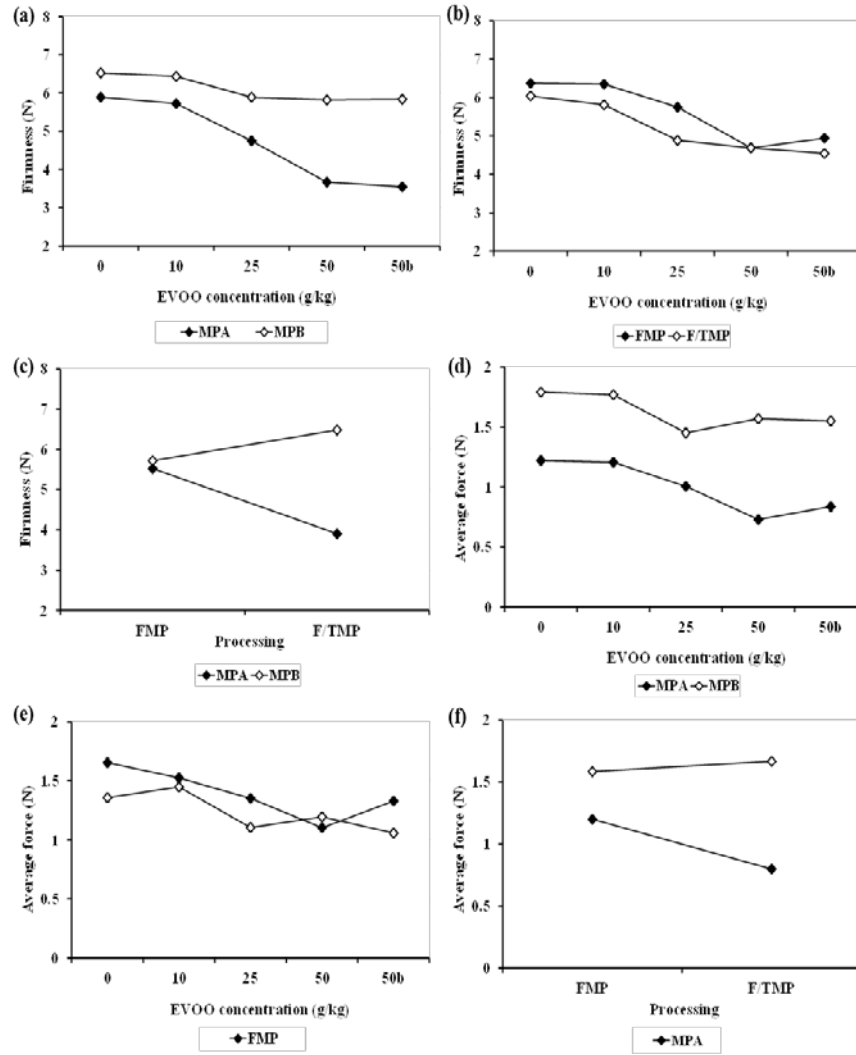 (a)
8
7
6
5
4
3
2
Firmness (N)
0 10 25 50 50b
EVOO concentration (g/kg)
MPA MPB
(b)
8
7
6
5
4
3
2
Firmness (N)
0 10 25 50 50b
EVOO concentration (g/kg)
FMP F/TMP
(c)
8
7
6
5
4
3
2
Firmness (N)
FMP F/TMP
Processing
MPA MPB
(d)
2
1.5
1
0.5
0
Average force (N)
0 10 25 50 50b
EVOO concentration (g/kg)
MPA MPB
(e)
2
1.5
1
0.5
0
Average force (N)
0 10 25 50 50b
EVOO concentration (g/kg)
FMP
(f)
2
1.5
1
0.5
0
Average force (N)
FMP F/TMP
Processing
MPA